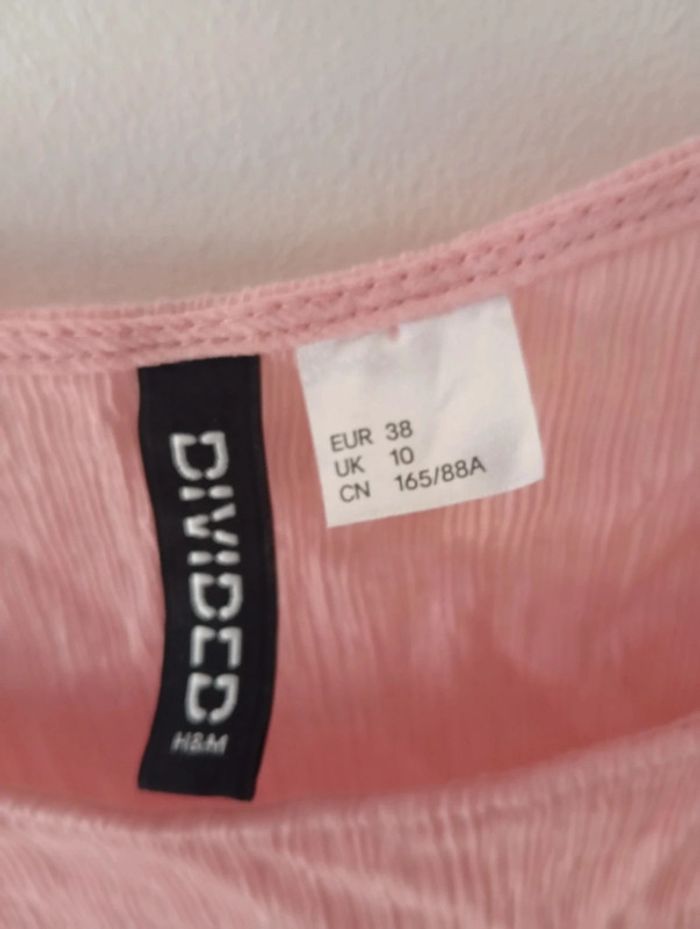 DIVIDED
H&M
EUR 38
UK 10
CN 165/88A